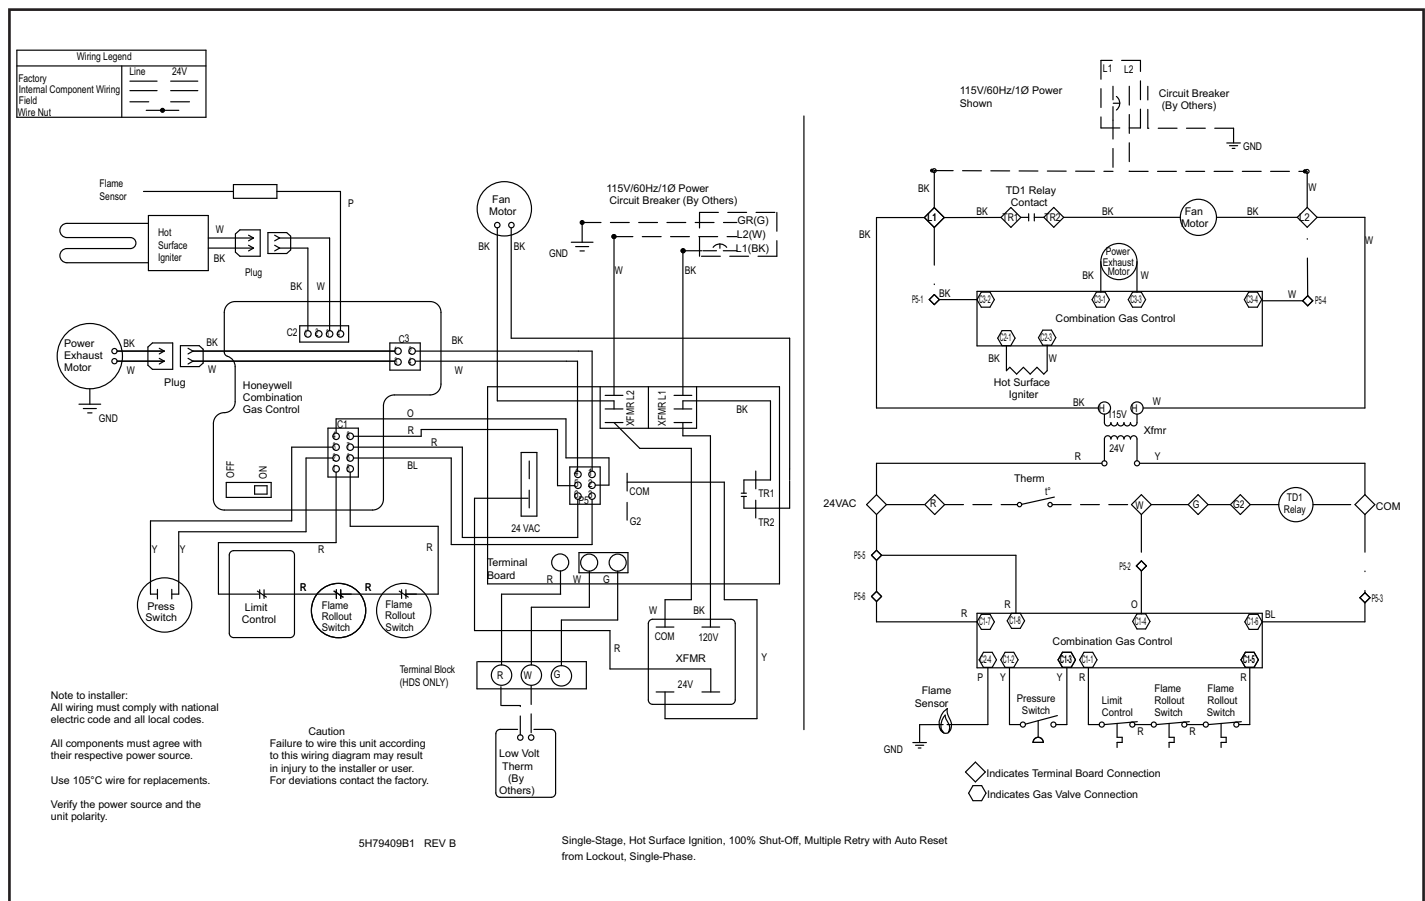 Wiring Legend
Line 24V
Factory
Internal Component Wiring
Field
Wire Nut
Flame
Sensor
P
Hot
Surface
Igniter
W
BK
Plug
BK W
C2
Power
Exhaust
Motor
BK
W
Plug
BK
W
GND
C3
BK
W
Honeywell
Combination
Gas Control
C1
O
R
R
BL
OFF
ON
Y Y
R
R
Press
Switch
Limit
Control
R
Flame
Rollout
Switch
R
Flame
Rollout
Switch
Fan
Motor
BK BK
115V/60Hz/1Ø Power
Circuit Breaker (By Others)
GR(G)
L2(W)
L1(BK)
GND
W
BK
XFMR L2
XFMR L1
BK
24 VAC
P5
COM
G2
TR1
TR2
Terminal
Board
R W G
W BK
COM 120V
XFMR
24V
R
Y
Terminal Block
(HDS ONLY)
R W G
Low Volt
Therm
(By
Others)
Note to installer:
All wiring must comply with national
electric code and all local codes.
All components must agree with
their respective power source.
Use 105°C wire for replacements.
Verify the power source and the
unit polarity.
Caution
Failure to wire this unit according
to this wiring diagram may result
in injury to the installer or user.
For deviations contact the factory.
5H79409B1 REV B
Single-Stage, Hot Surface Ignition, 100% Shut-Off, Multiple Retry with Auto Reset
from Lockout, Single-Phase.
115V/60Hz/1Ø Power
Shown
L1 L2
Circuit Breaker
(By Others)
GND
BK
W
TD1 Relay
Contact
L1
BK
TR1
TR2
BK
Fan
Motor
BK
L2
BK
W
Power
Exhaust
Motor
BK W
P5-1
BK
C3-2
C3-1
C3-3
C3-4
W
P5-4
Combination Gas Control
C2-1
C2-3
BK W
Hot Surface
Igniter
BK
H
115V
H
W
Xfmr
24V
R
Y
24VAC
R
Therm
t°
W
G
G2
TD1
Relay
COM
P5-5
P5-6
P5-2
P5-3
R
R
O
BL
C1-7
C1-8
C1-4
C1-6
Combination Gas Control
C2-4
C1-2
C1-3
C1-1
C1-5
P Y Y R R
Flame
Sensor
GND
Pressure
Switch
Limit
Control
R
Flame
Rollout
Switch
R
Flame
Rollout
Switch
Indicates Terminal Board Connection
Indicates Gas Valve Connection